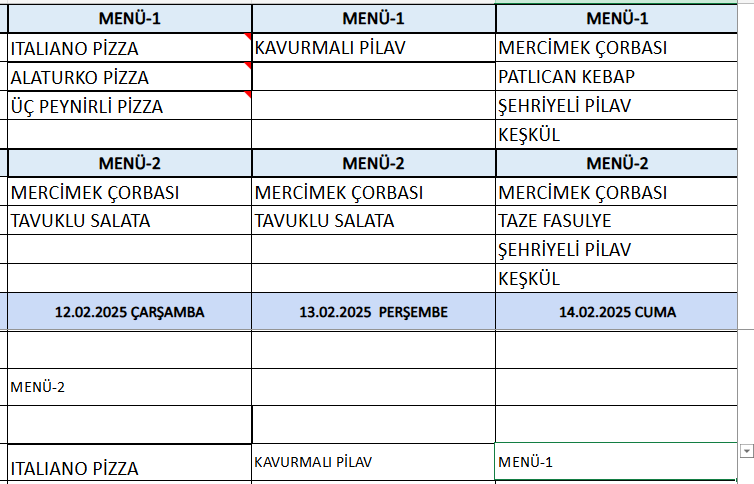 MENÜ-1 MENÜ-1 MENÜ-1
ITALIANO PİZZA KAVURMALI PİLAV MERCİMEK ÇORBASI
ALATURKO PİZZA PATLICAN KEBAP
ÜÇ PEYNİRLİ PİZZA ŞEHRİYELİ PİLAV
KEŞKÜL
MENÜ-2 MENÜ-2 MENÜ-2
MERCİMEK ÇORBASI MERCİMEK ÇORBASI MERCİMEK ÇORBASI
TAVUKLU SALATA TAVUKLU SALATA TAZE FASULYE
ŞEHRİYELİ PİLAV
KEŞKÜL
12.02.2025 ÇARŞAMBA 13.02.2025 PERŞEMBE 14.02.2025 CUMA
MENÜ-2
ITALIANO PİZZA KAVURMALI PİLAV MENÜ-1